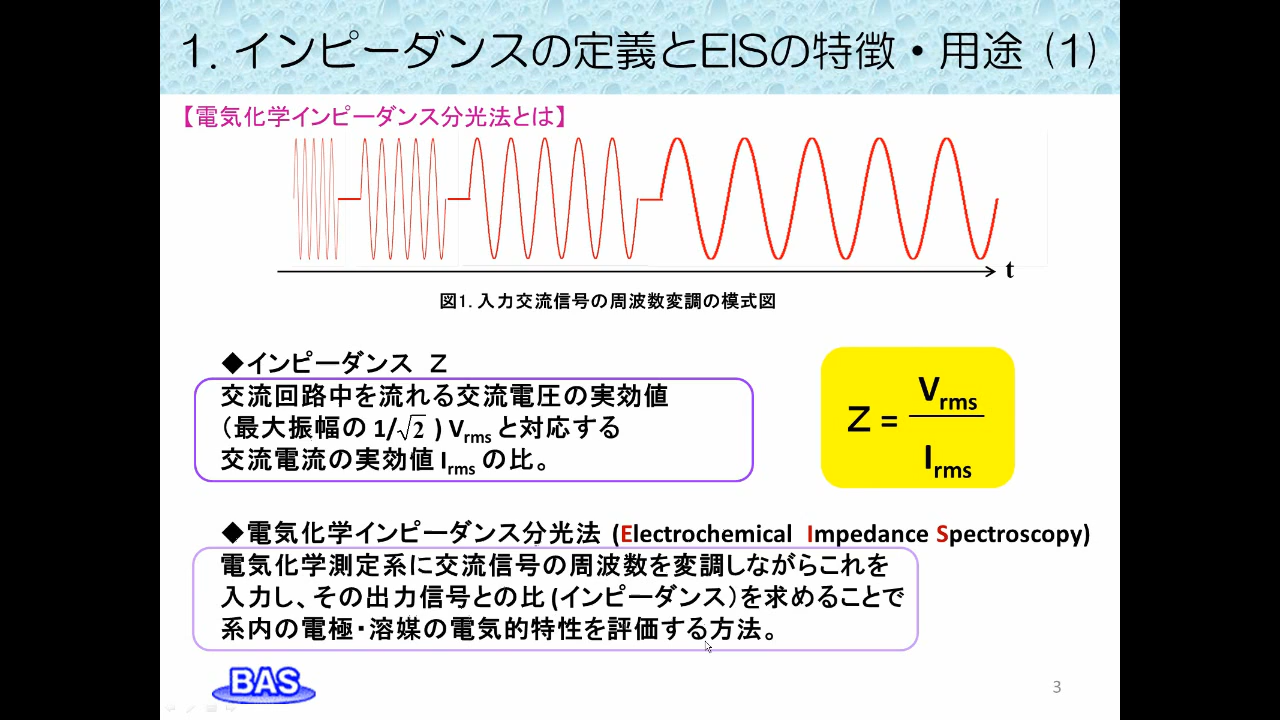 1. インピーダンスの定義とEISの特徴・用途 (1)
【電気化学インピーダンス分光法とは】
t
図1. 入力交流信号の周波数変調の模式図
◆インピーダンス Z
交流回路中を流れる交流電圧の実効値
(最大振幅の 1/√2 ) Vrms と対応する
交流電流の実効値 Irms の比。
Z = Vrms / Irms
◆電気化学インピーダンス分光法 (Electrochemical Impedance Spectroscopy)
電気化学測定系に交流信号の周波数を変調しながらこれを
入力し、その出力信号との比 (インピーダンス)を求めることで
系内の電極・溶媒の電気的特性を評価する方法。
BAS
3